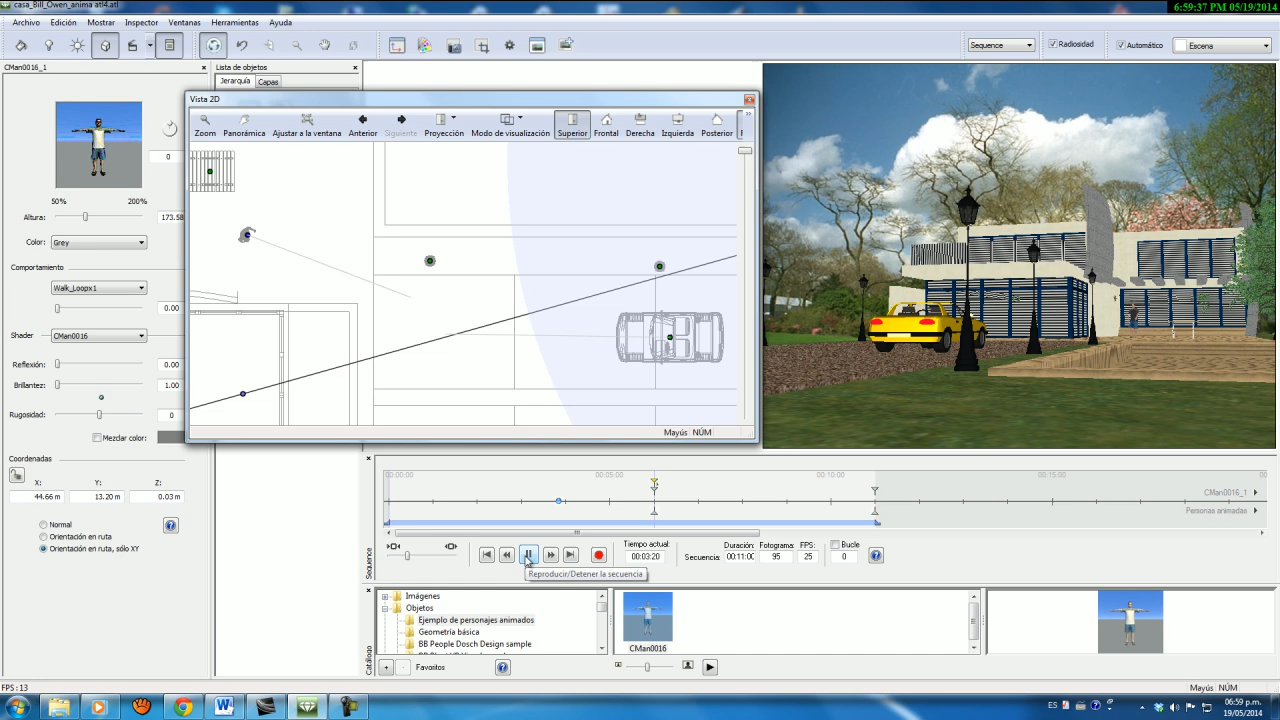 casa_Bill_Owen_anima atl4.atl
6:59:37 PM 05/19/2014
Archivo Edición Mostrar Inspector Ventanas Herramientas Ayuda
Sequence
Radiosidad
Automático
Escena
CMan0016_1
Lista de objetos
Jerarquía Capas
Vista 2D
Zoom Panorámica Ajustar a la ventana Anterior Siguiente Proyección Modo de visualización Superior Frontal Derecha Izquierda Posterior
0
50% 200%
Altura: 173.58
Color: Grey
Comportamiento
Walk_Loopx1
0.00
Shader CMan0016
Reflexión: 0.00
Brillantez: 1.00
Rugosidad: 0
Mezclar color:
Coordenadas
X: Y: Z:
44.66 m 13.20 m 0.03 m
Normal
Orientación en ruta
Orientación en ruta, sólo XY
Mayús NÚM
00:00:00 00:05:00 00:10:00 00:15:00 00
CMan0016_1
Personas animadas
Sequence
Tiempo actual:
00:03:20
Secuencia:
Duración:
00:11:00
Fotograma:
95
FPS:
25
Bucle
0
Reproducir/Detener la secuencia
Catálogo
Imágenes
Objetos
Ejemplo de personajes animados
Geometría básica
BB People Dosch Design sample
CMan0016
Favoritos
FPS : 13
Mayús NÚM
ES
06:59 p.m.
19/05/2014